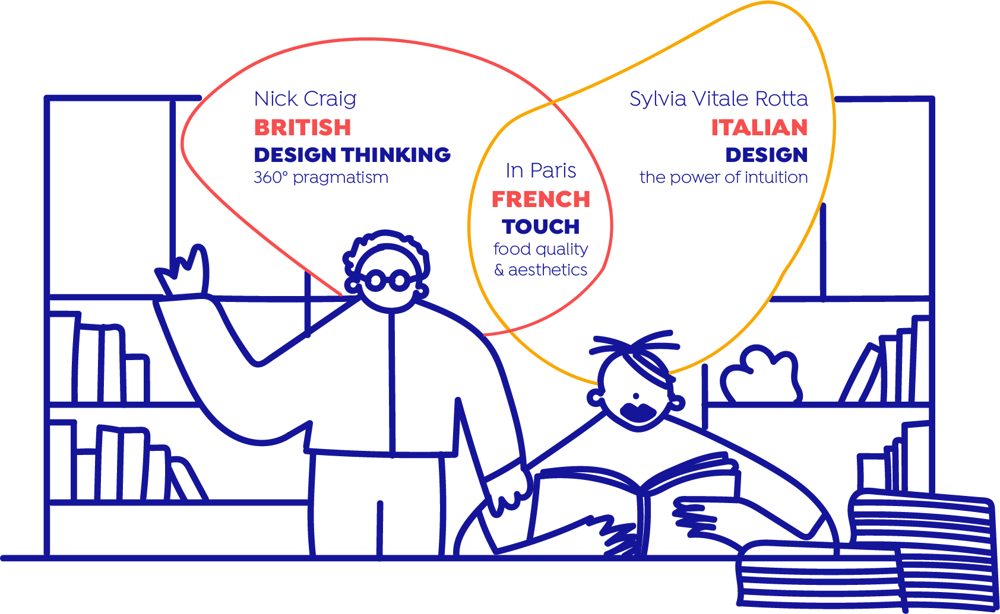 Nick Craig
BRITISH
DESIGN THINKING
360° pragmatism
In Paris
FRENCH
TOUCH
food quality
& aesthetics
Sylvia Vitale Rotta
ITALIAN
DESIGN
the power of intuition